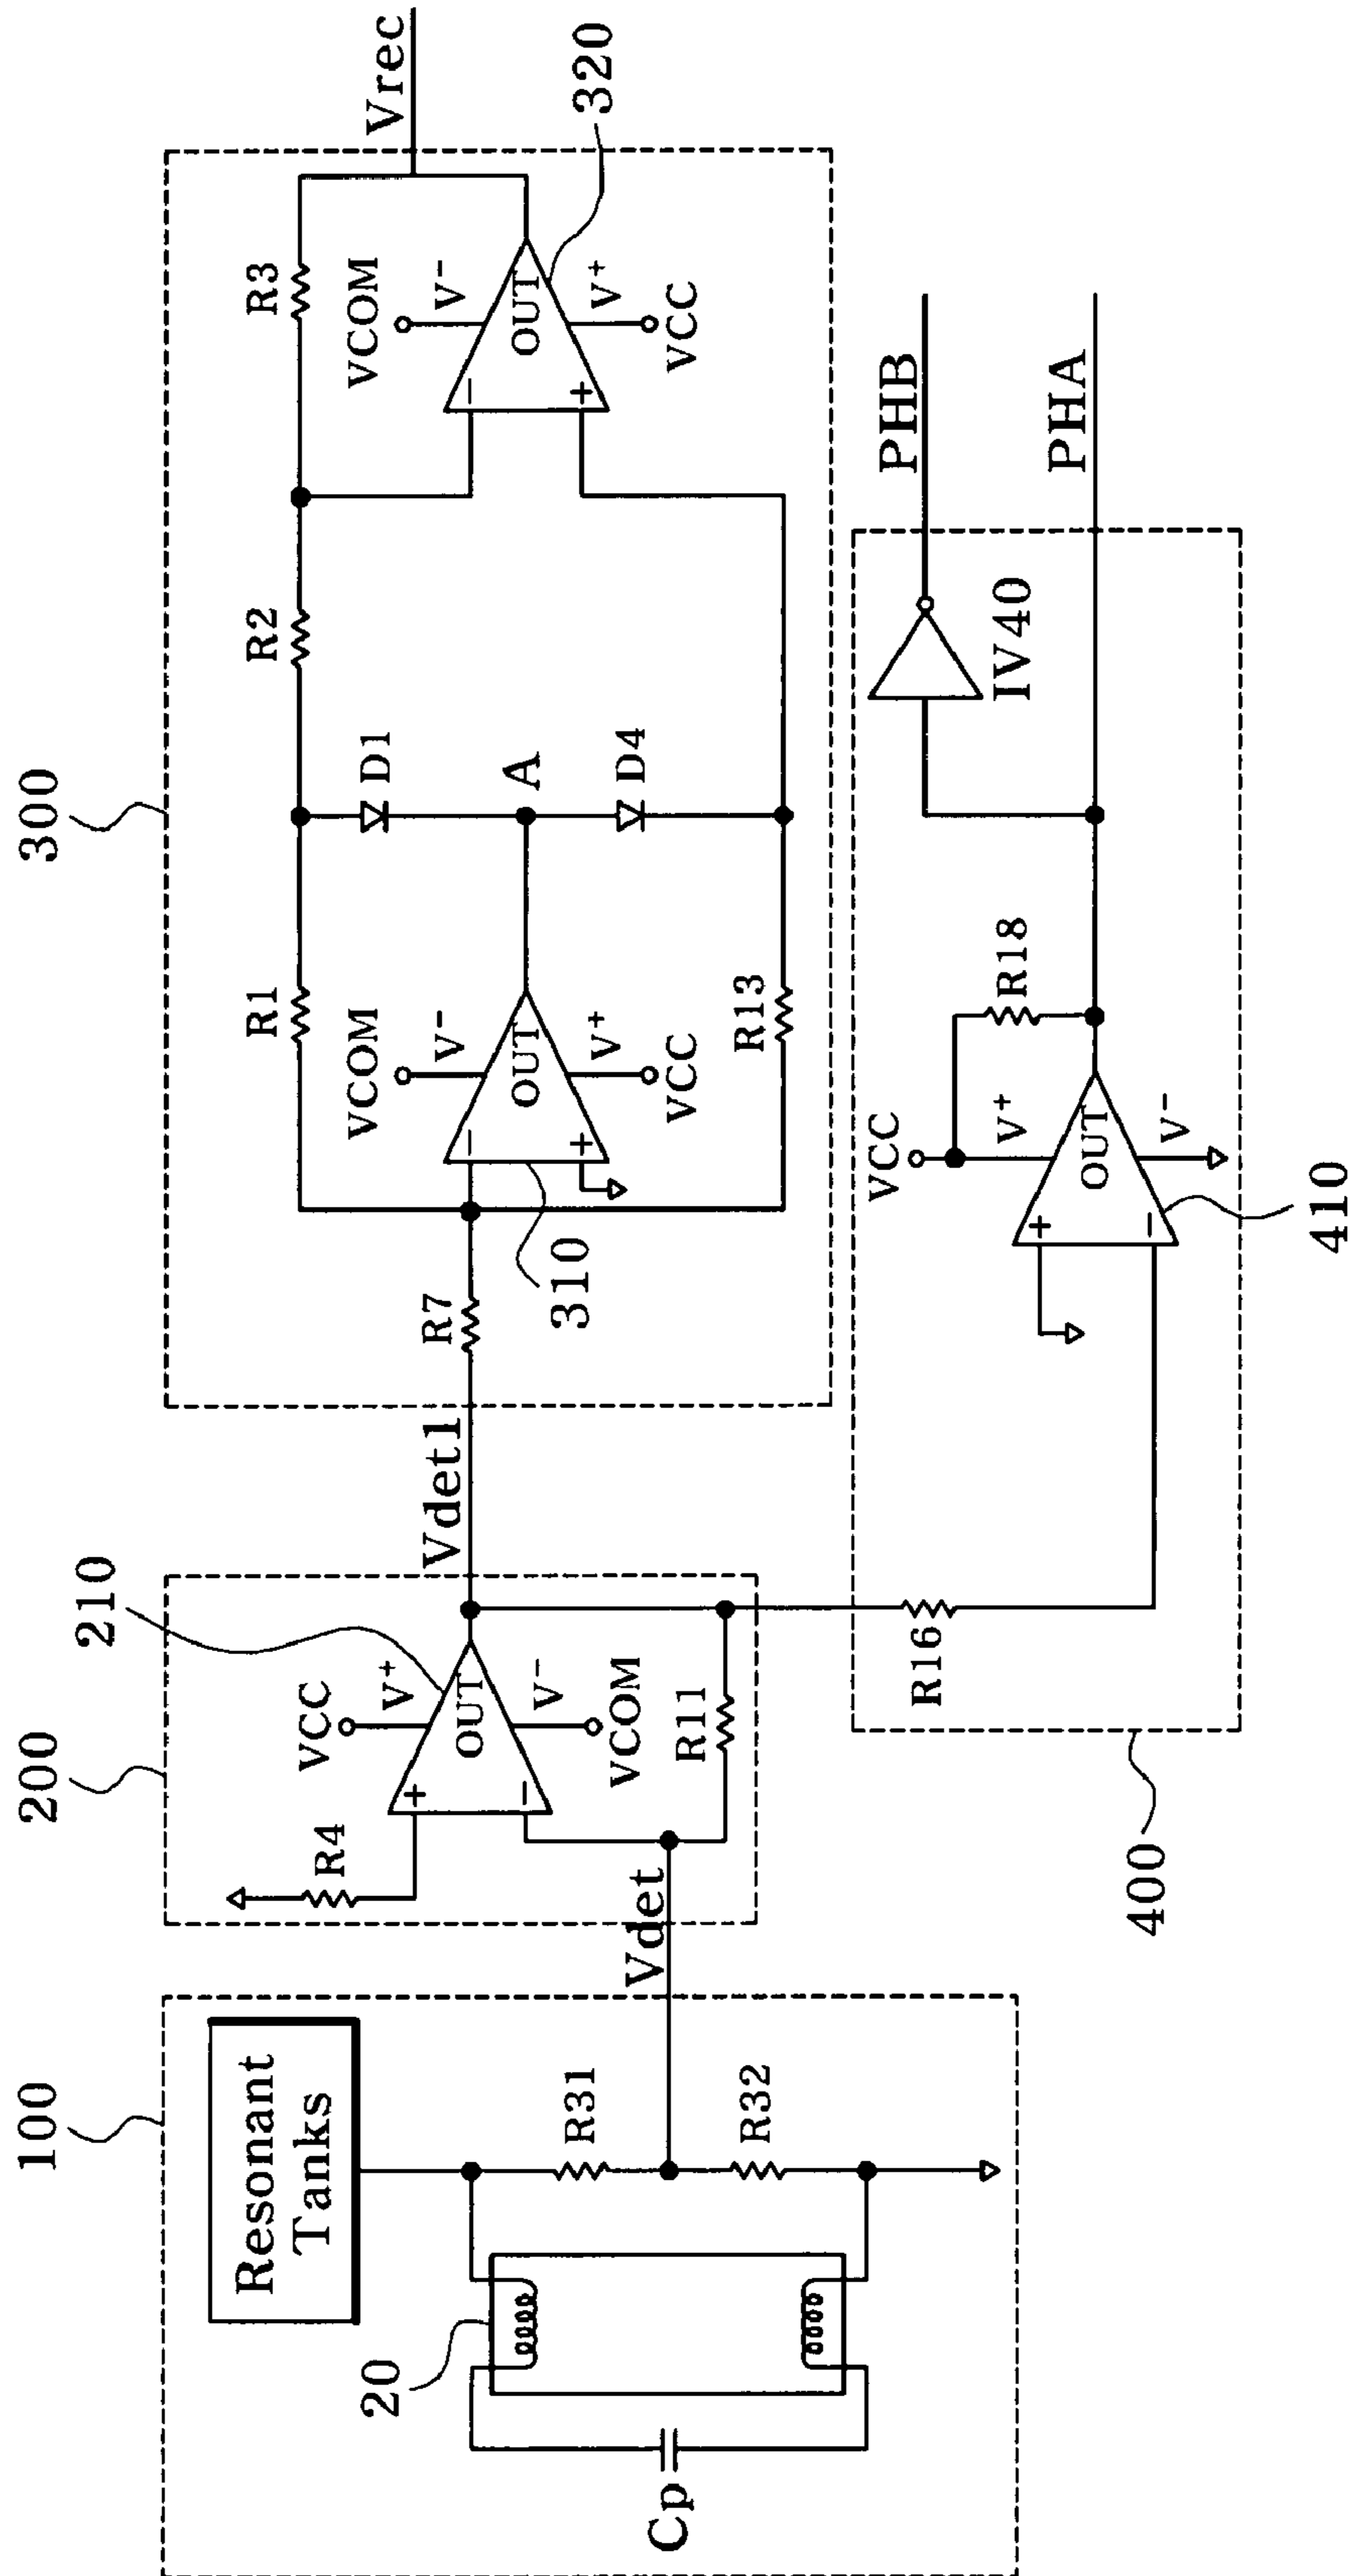 100
Resonant
Tanks
20
Cp
R31
R32
Vdet
200
210
R4
VCC
V+
+
OUT
−
V−
VCOM
R11
Vdet1
300
R7
310
R1
VCOM
V−
−
OUT
+
V+
VCC
R13
D1
A
D4
R2
R3
VCOM
V−
−
OUT
+
V+
VCC
320
Vrec
400
R16
410
VCC
V+
+
OUT
−
V−
R18
IV40
PHB
PHA